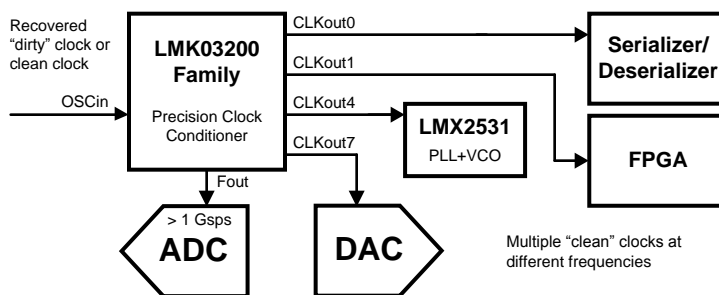 Recovered
“dirty” clock or
clean clock
OSCin
LMK03200
Family
Precision Clock
Conditioner
CLKout0
CLKout1
CLKout4
CLKout7
Fout
Serializer/
Deserializer
LMX2531
PLL+VCO
FPGA
> 1 Gsps
ADC
DAC
Multiple “clean” clocks at
different frequencies